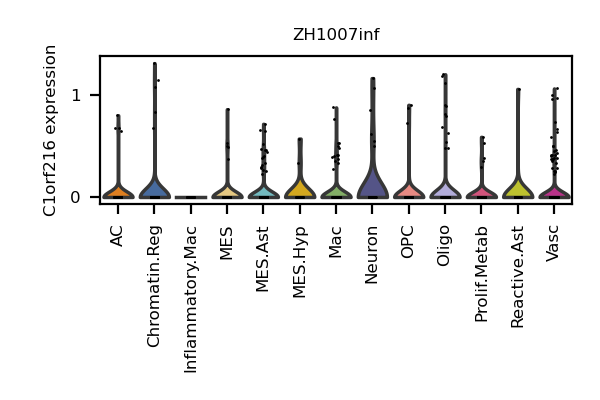 ZH1007inf
C1orf216 expression
1
0
AC
Chromatin.Reg
Inflammatory.Mac
MES
MES.Ast
MES.Hyp
Mac
Neuron
OPC
Oligo
Prolif.Metab
Reactive.Ast
Vasc